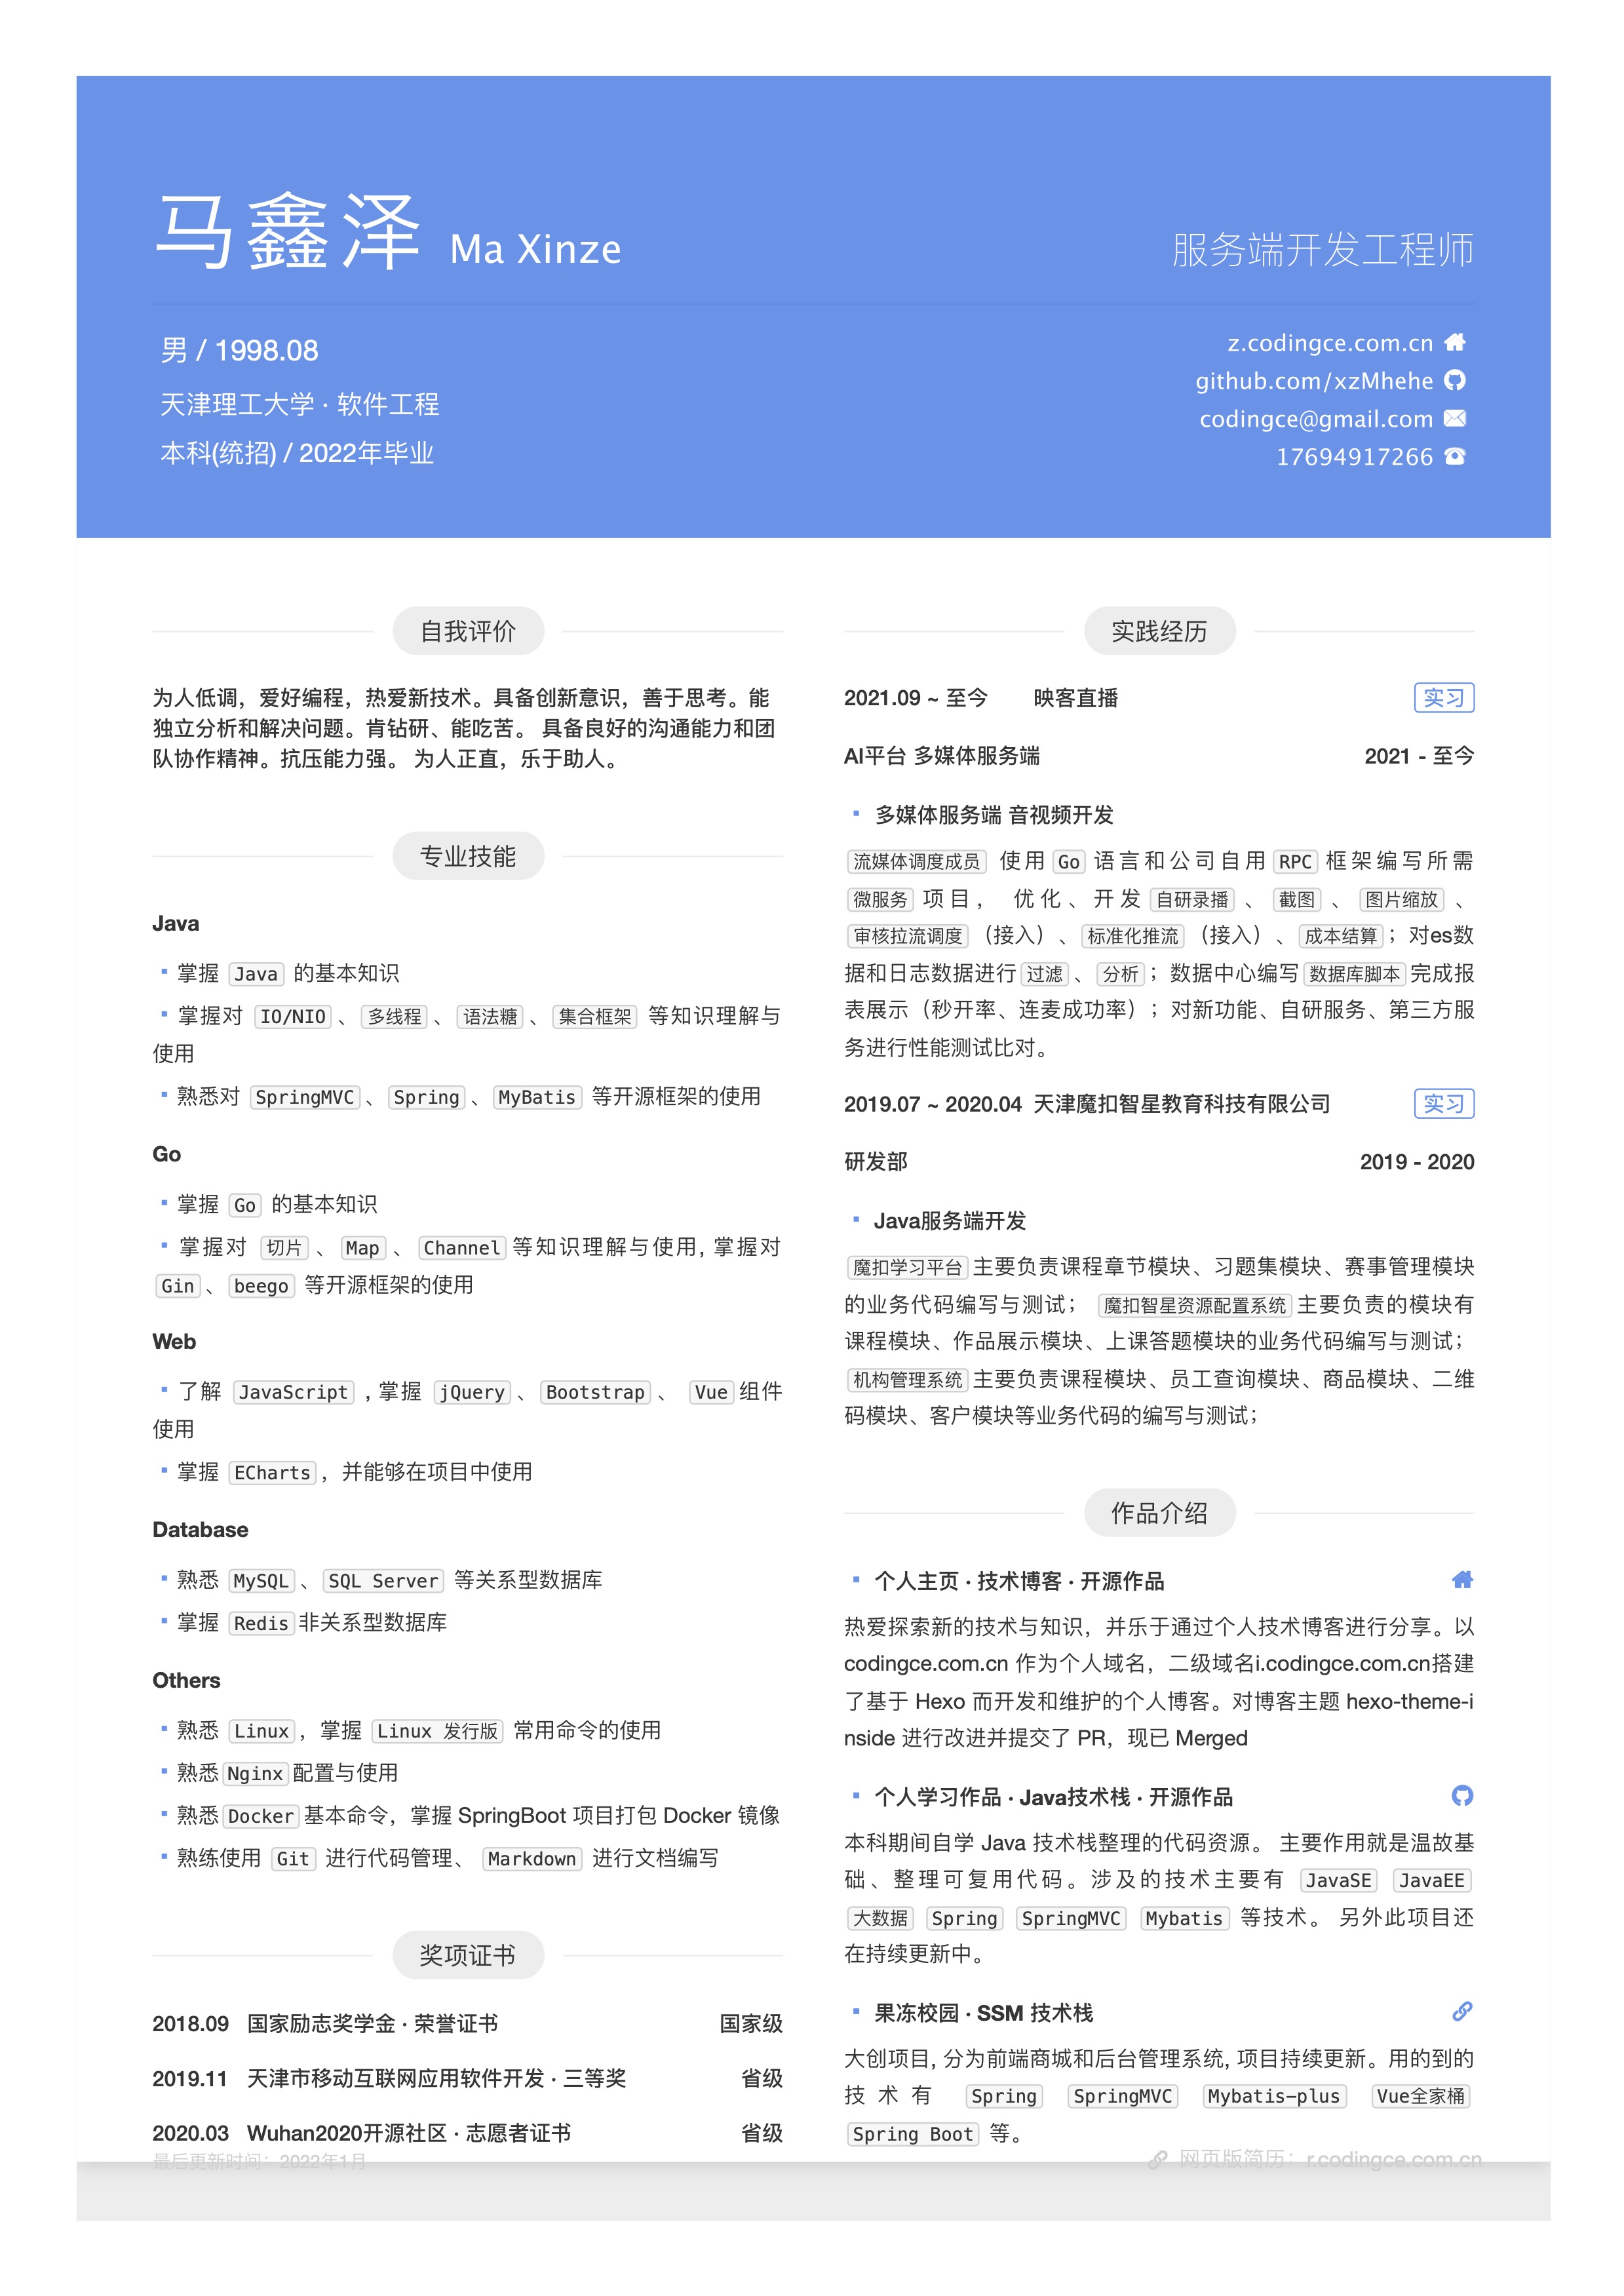 马鑫泽 Ma Xinze
服务端开发工程师
男 / 1998.08
天津理工大学 · 软件工程
本科(统招) / 2022年毕业
z.codingce.com.cn
github.com/xzMhehe
codingce@gmail.com
17694917266
自我评价
为人低调，爱好编程，热爱新技术。具备创新意识，善于思考。能
独立分析和解决问题。肯钻研、能吃苦。 具备良好的沟通能力和团
队协作精神。抗压能力强。 为人正直，乐于助人。
专业技能
Java
掌握 Java 的基本知识
掌握对 IO/NIO 、 多线程 、 语法糖 、 集合框架 等知识理解与
使用
熟悉对 SpringMVC 、 Spring 、 MyBatis 等开源框架的使用
Go
掌握 Go 的基本知识
掌握对 切片 、 Map 、 Channel 等知识理解与使用, 掌握对
Gin 、 beego 等开源框架的使用
Web
了解 JavaScript , 掌握 jQuery 、 Bootstrap 、 Vue 组件
使用
掌握 ECharts ，并能够在项目中使用
Database
熟悉 MySQL 、 SQL Server 等关系型数据库
掌握 Redis 非关系型数据库
Others
熟悉 Linux ，掌握 Linux 发行版 常用命令的使用
熟悉 Nginx 配置与使用
熟悉 Docker 基本命令，掌握 SpringBoot 项目打包 Docker 镜像
熟练使用 Git 进行代码管理、 Markdown 进行文档编写
奖项证书
2018.09 国家励志奖学金 · 荣誉证书 国家级
2019.11 天津市移动互联网应用软件开发 · 三等奖 省级
2020.03 Wuhan2020开源社区 · 志愿者证书 省级
最后更新时间：2022年1月
实践经历
2021.09 ~ 至今 映客直播 实习
AI平台 多媒体服务端 2021 - 至今
多媒体服务端 音视频开发
流媒体调度成员 使用 Go 语言和公司自用 RPC 框架编写所需
微服务 项目， 优化、开发 自研录播 、 截图 、 图片缩放 、
审核拉流调度 （接入）、 标准化推流 （接入）、 成本结算 ；对es数
据和日志数据进行 过滤 、 分析 ；数据中心编写 数据库脚本 完成报
表展示（秒开率、连麦成功率）；对新功能、自研服务、第三方服
务进行性能测试比对。
2019.07 ~ 2020.04 天津魔扣智星教育科技有限公司 实习
研发部 2019 - 2020
Java服务端开发
魔扣学习平台 主要负责课程章节模块、习题集模块、赛事管理模块
的业务代码编写与测试； 魔扣智星资源配置系统 主要负责的模块有
课程模块、作品展示模块、上课答题模块的业务代码编写与测试；
机构管理系统 主要负责课程模块、员工查询模块、商品模块、二维
码模块、客户模块等业务代码的编写与测试；
作品介绍
个人主页 · 技术博客 · 开源作品
热爱探索新的技术与知识，并乐于通过个人技术博客进行分享。以
codingce.com.cn 作为个人域名，二级域名i.codingce.com.cn搭建
了基于 Hexo 而开发和维护的个人博客。对博客主题 hexo-theme-i
nside 进行改进并提交了 PR，现已 Merged
个人学习作品 · Java技术栈 · 开源作品
本科期间自学 Java 技术栈整理的代码资源。 主要作用就是温故基
础、整理可复用代码。涉及的技术主要有 JavaSE JavaEE
大数据 Spring SpringMVC Mybatis 等技术。 另外此项目还
在持续更新中。
果冻校园 · SSM 技术栈
大创项目, 分为前端商城和后台管理系统, 项目持续更新。用的到的
技术有 Spring SpringMVC Mybatis-plus Vue全家桶
Spring Boot 等。
网页版简历：r.codingce.com.cn